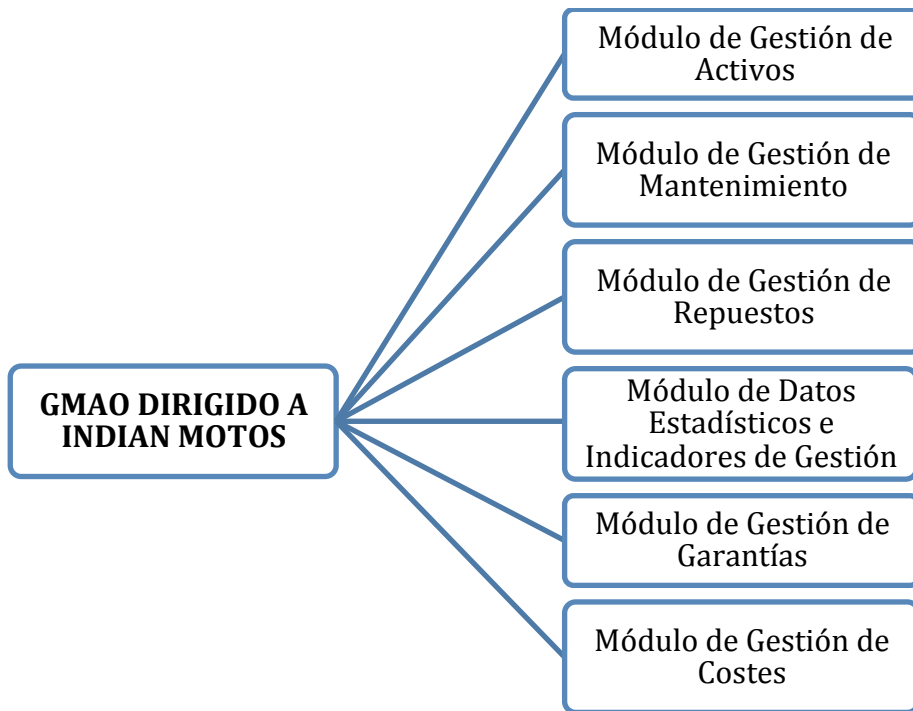 Módulo de Gestión de
Activos
Módulo de Gestión de
Mantenimiento
Módulo de Gestión de
Repuestos
GMAO DIRIGIDO A
INDIAN MOTOS
Módulo de Datos
Estadísticos e
Indicadores de Gestión
Módulo de Gestión de
Garantías
Módulo de Gestión de
Costes